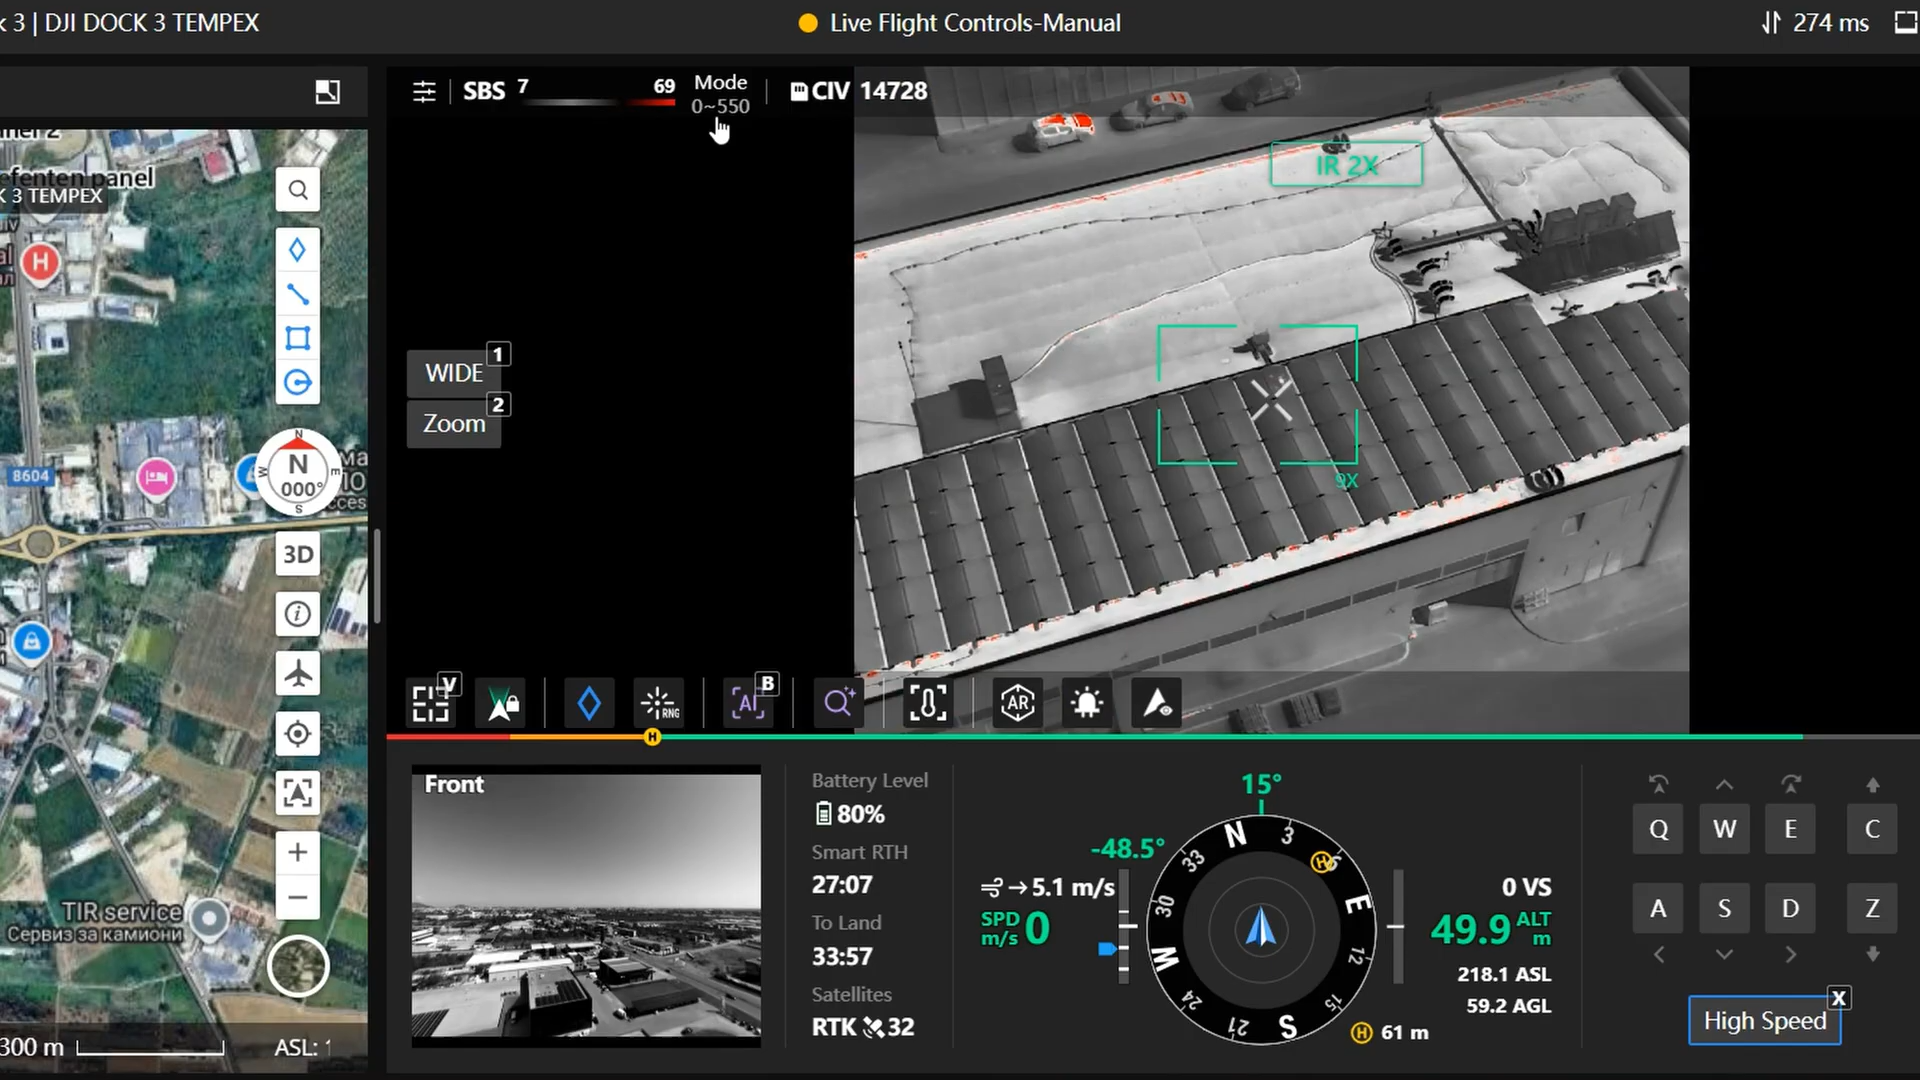 3 | DJI DOCK 3 TEMPEX
Live Flight Controls-Manual
274 ms
SBS 7 69 Mode
0~550
CIV 14728
IR 2X
9X
efenten panel
K 3 TEMPEX
H
8604
N
N
000°
E
S
W
3D
i
TIR service
Сервиз за камиони
300 m
ASL:
WIDE 1
Zoom 2
V
RNG
AI B
AR
H
Front
Battery Level
80%
Smart RTH
27:07
To Land
33:57
Satellites
RTK 32
15°
-48.5°
5.1 m/s
SPD
m/s 0
N 3 6 E 12 15 S 21 24 W 30 33
H
0 VS
49.9 ALT
m
218.1 ASL
59.2 AGL
H 61 m
Q W E C
A S D Z
High Speed X